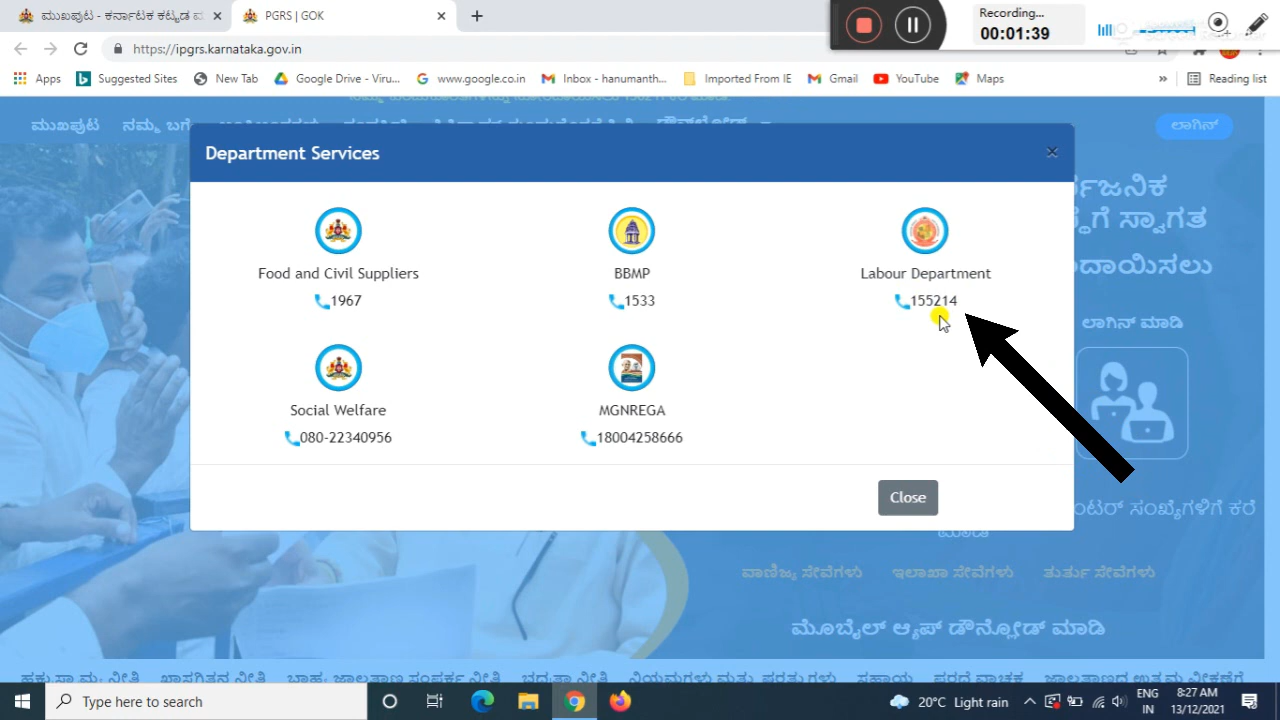 ಮುಖಪುಟ - ಕರ್ನಾಟಕ ಕಟ್ಟಡ
PGRS | GOK
Recording...
00:01:39
https://ipgrs.karnataka.gov.in
Apps
Suggested Sites
New Tab
Google Drive - Viru...
www.google.co.in
Inbox - hanumanth...
Imported From IE
Gmail
YouTube
Maps
»
Reading list
ಮುಖಪುಟ ನಮ್ಮ ಬಗ್ಗೆ
ಲಾಗಿನ್
Department Services
Food and Civil Suppliers
1967
BBMP
1533
Labour Department
155214
Social Welfare
080-22340956
MGNREGA
18004258666
Close
ಸ್ವಾಗತ
ಲಾಗಿನ್ ಮಾಡಿ
ಸಂಖ್ಯೆಗಳಿಗೆ ಕರೆ
ಮಾಡಿ
ವಾಣಿಜ್ಯ ಸೇವೆಗಳು ಇಲಾಖಾ ಸೇವೆಗಳು ತುರ್ತು ಸೇವೆಗಳು
ಮೊಬೈಲ್ ಆ್ಯಪ್ ಡೌನ್ಲೋಡ್ ಮಾಡಿ
Type here to search
20°C Light rain
ENG
IN
8:27 AM
13/12/2021